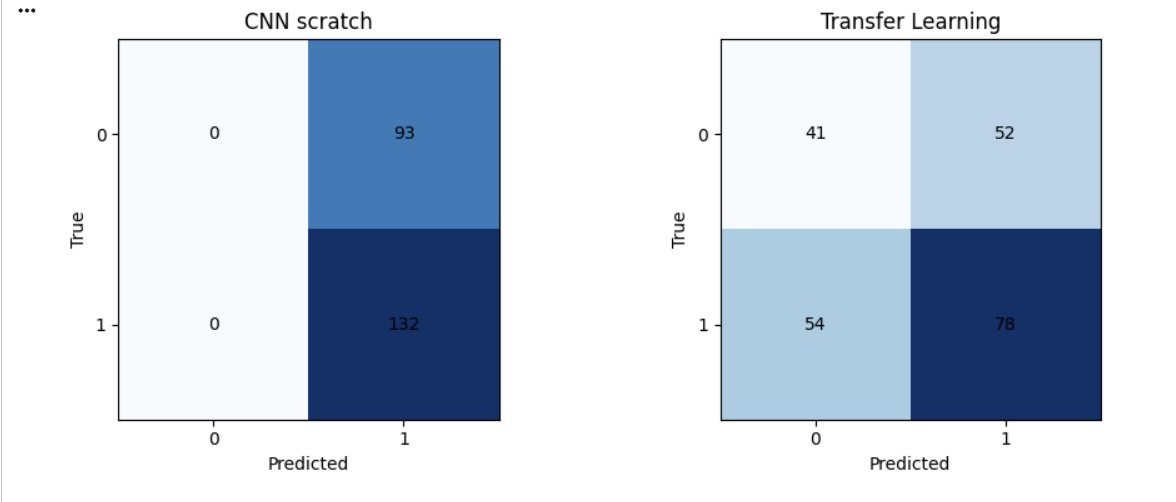 ...
CNN scratch
0 0 93
True
1 0 132
0 1
Predicted
Transfer Learning
0 41 52
True
1 54 78
0 1
Predicted